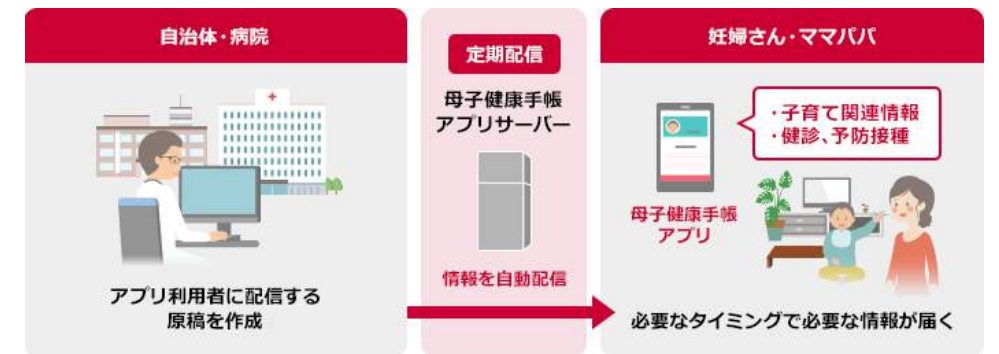 自治体・病院
アプリ利用者に配信する
原稿を作成
定期配信
母子健康手帳
アプリサーバー
情報を自動配信
妊婦さん・ママパパ
・子育て関連情報
・健診、予防接種
母子健康手帳
アプリ
必要なタイミングで必要な情報が届く